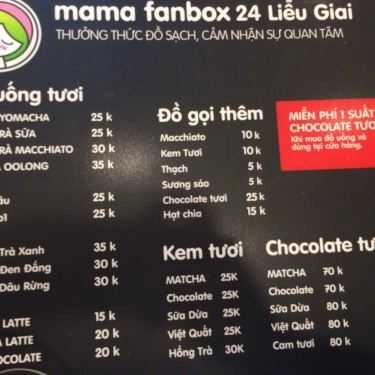 mama fanbox 24 Liễu Giai
THƯỞNG THỨC ĐỒ SẠCH, CẢM NHẬN SỰ QUAN TÂM
uống tươi
YOMACHA 25 k
RÀ SỮA 25 k
RÀ MACCHIATO 30 k
OOLONG 35 k
25 k
25 k
Trà Xanh 35 k
Đen Đắng 30 k
Dâu Rừng 30 k
LATTE 15 k
LATTE 20 k
OCOLATE 20 k
Đồ gọi thêm
Macchiato 10 k
Kem Tươi 10 k
Thạch 5 k
Sương sáo 5 k
Chocolate tươi 25 k
Hạt chia 15 k
MIỄN PHÍ 1 SUẤT
CHOCOLATE TƯƠ
Khi mua đồ uống và
dùng tại cửa hàng.
Kem tươi
MATCHA 25K
Chocolate 25K
Sữa Dừa 25K
Việt Quất 25K
Hồng Trà 30K
Chocolate tư
MATCHA 70 k
Chocolate 70 k
Sữa Dừa 80 k
Việt Quất 80 k
Cam tươi 80 k